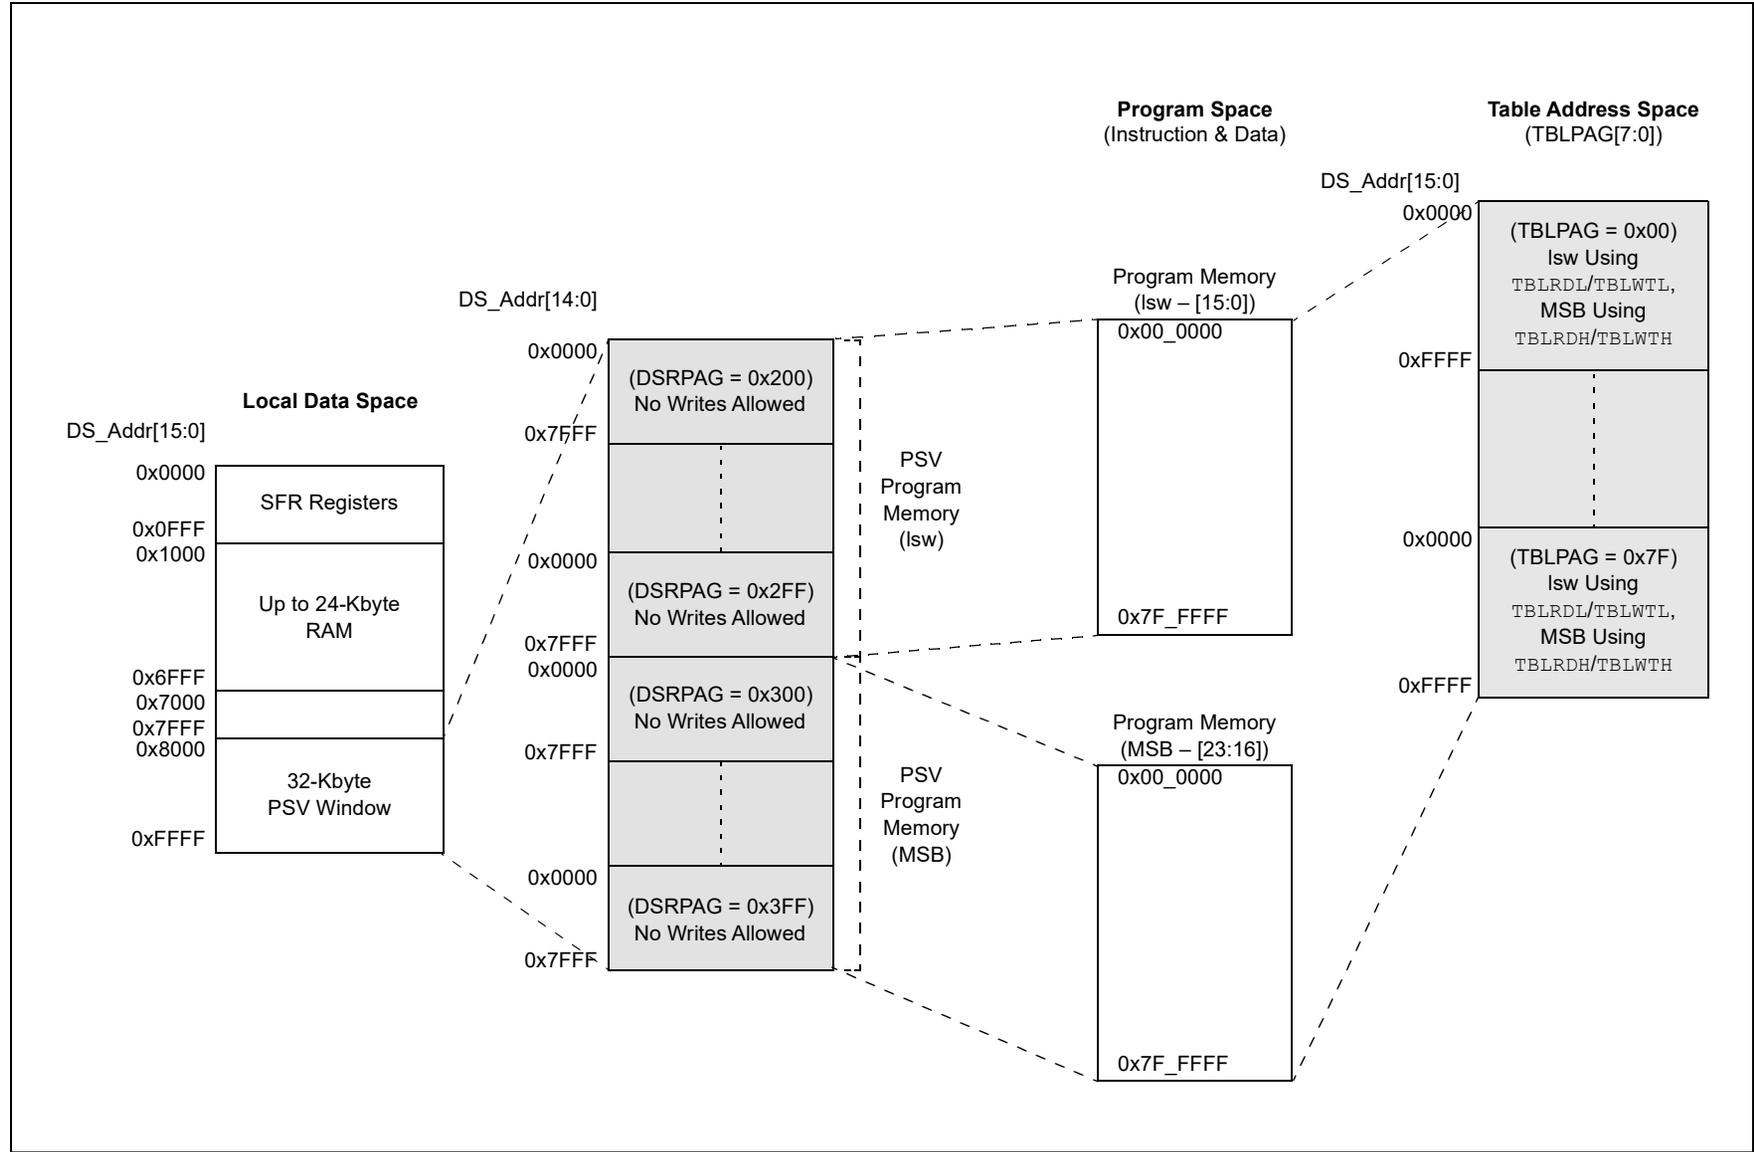 Program Space
(Instruction & Data)
Table Address Space
(TBLPAG[7:0])
DS_Addr[15:0]
0x0000
(TBLPAG = 0x00)
lsw Using
TBLRDL/TBLWTL,
MSB Using
TBLRDH/TBLWTH
0xFFFF
0x0000
(TBLPAG = 0x7F)
lsw Using
TBLRDL/TBLWTL,
MSB Using
TBLRDH/TBLWTH
0xFFFF
Program Memory
(lsw – [15:0])
0x00_0000
0x7F_FFFF
Program Memory
(MSB – [23:16])
0x00_0000
0x7F_FFFF
DS_Addr[14:0]
0x0000
(DSRPAG = 0x200)
No Writes Allowed
0x7FFF
0x0000
(DSRPAG = 0x2FF)
No Writes Allowed
0x7FFF
0x0000
(DSRPAG = 0x300)
No Writes Allowed
0x7FFF
0x0000
(DSRPAG = 0x3FF)
No Writes Allowed
0x7FFF
PSV
Program
Memory
(lsw)
PSV
Program
Memory
(MSB)
Local Data Space
DS_Addr[15:0]
0x0000
SFR Registers
0x0FFF
0x1000
Up to 24-Kbyte
RAM
0x6FFF
0x7000
0x7FFF
0x8000
32-Kbyte
PSV Window
0xFFFF